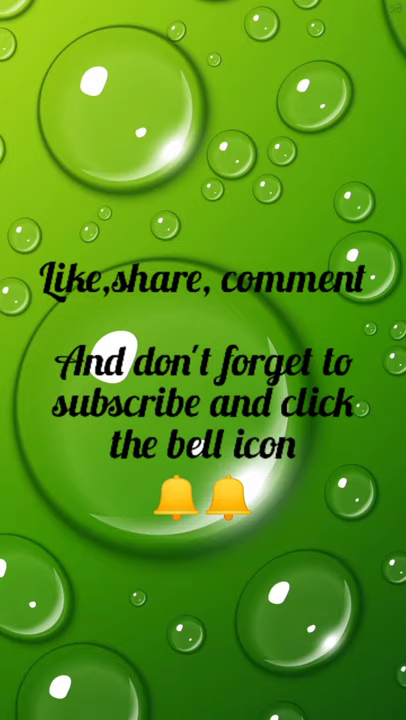 Like,share, comment
And don't forget to
subscribe and click
the bell icon
🔔🔔